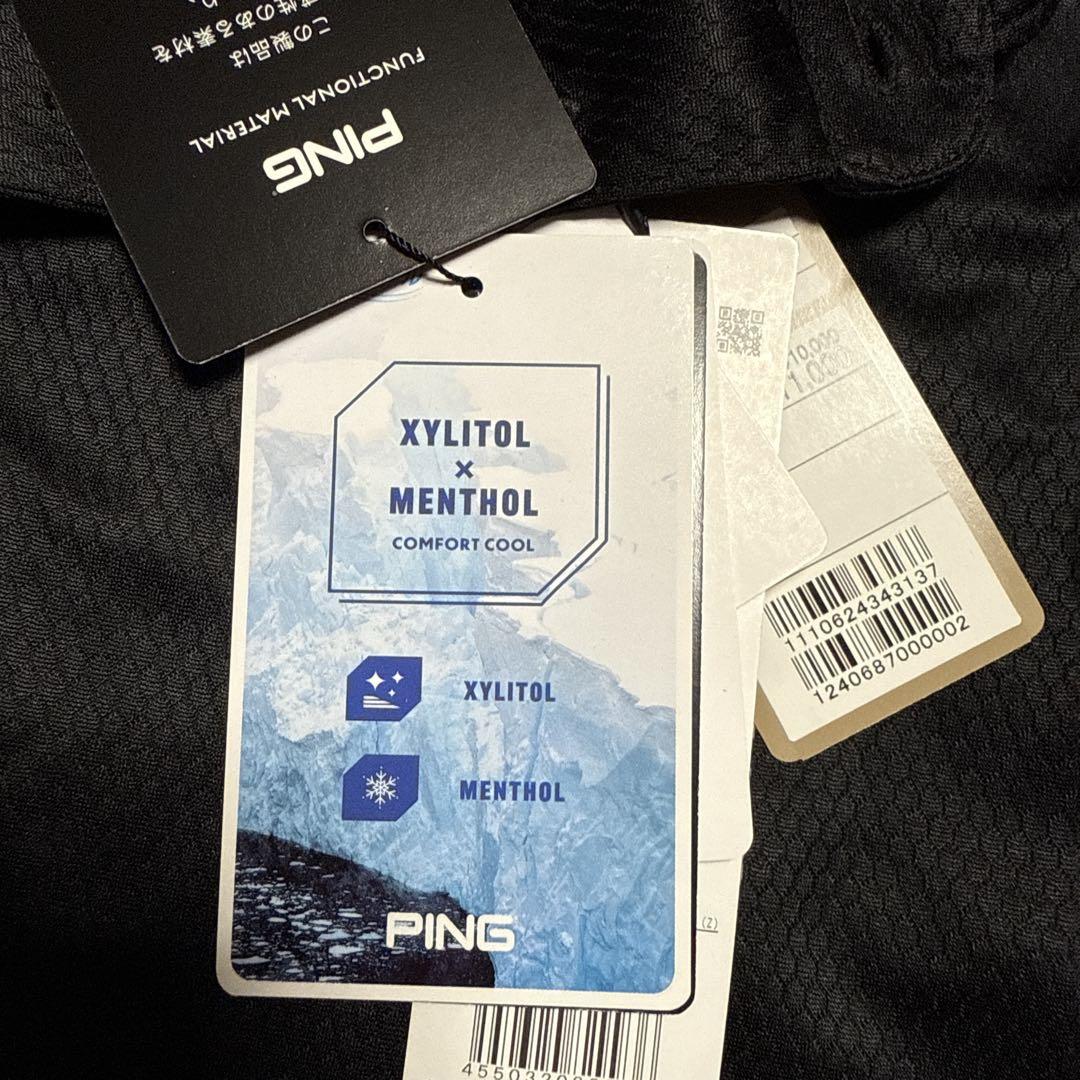 PING
FUNCTIONAL MATERIAL
この製品は
性のある素材を
XYLITOL
×
MENTHOL
COMFORT COOL
XYLITOL
MENTHOL
PING
10,000
11,000
1110624343137
1240687000002
(2)